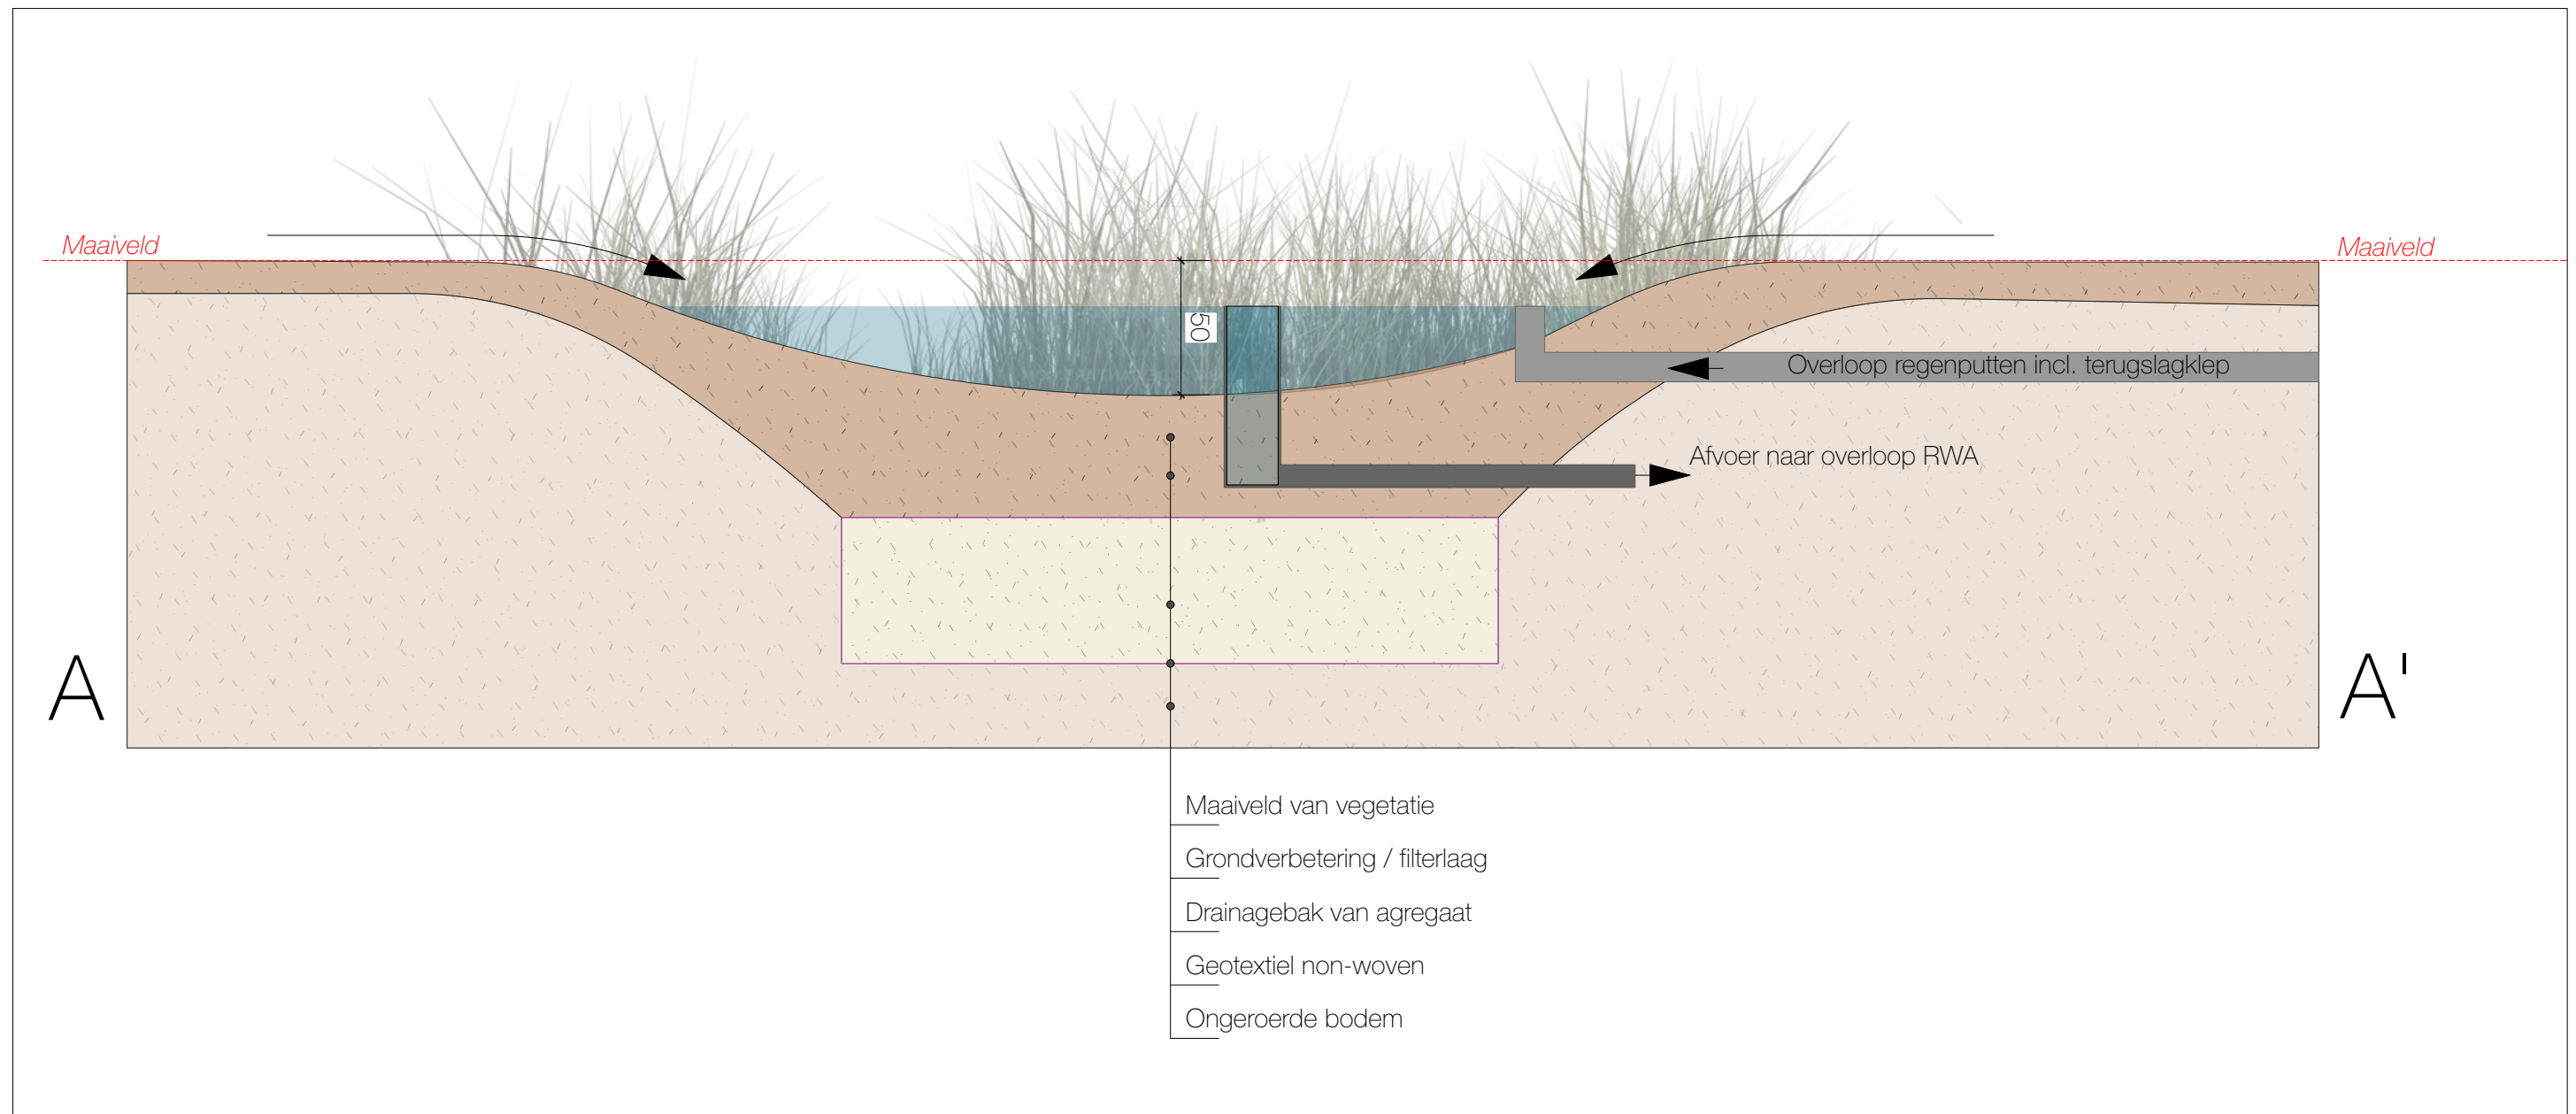 Maaiveld
Maaiveld
50
Overloop regenputten incl. terugslagklep
Afvoer naar overloop RWA
A
A'
Maaiveld van vegetatie
Grondverbetering / filterlaag
Drainagebak van agregaat
Geotextiel non-woven
Ongeroerde bodem